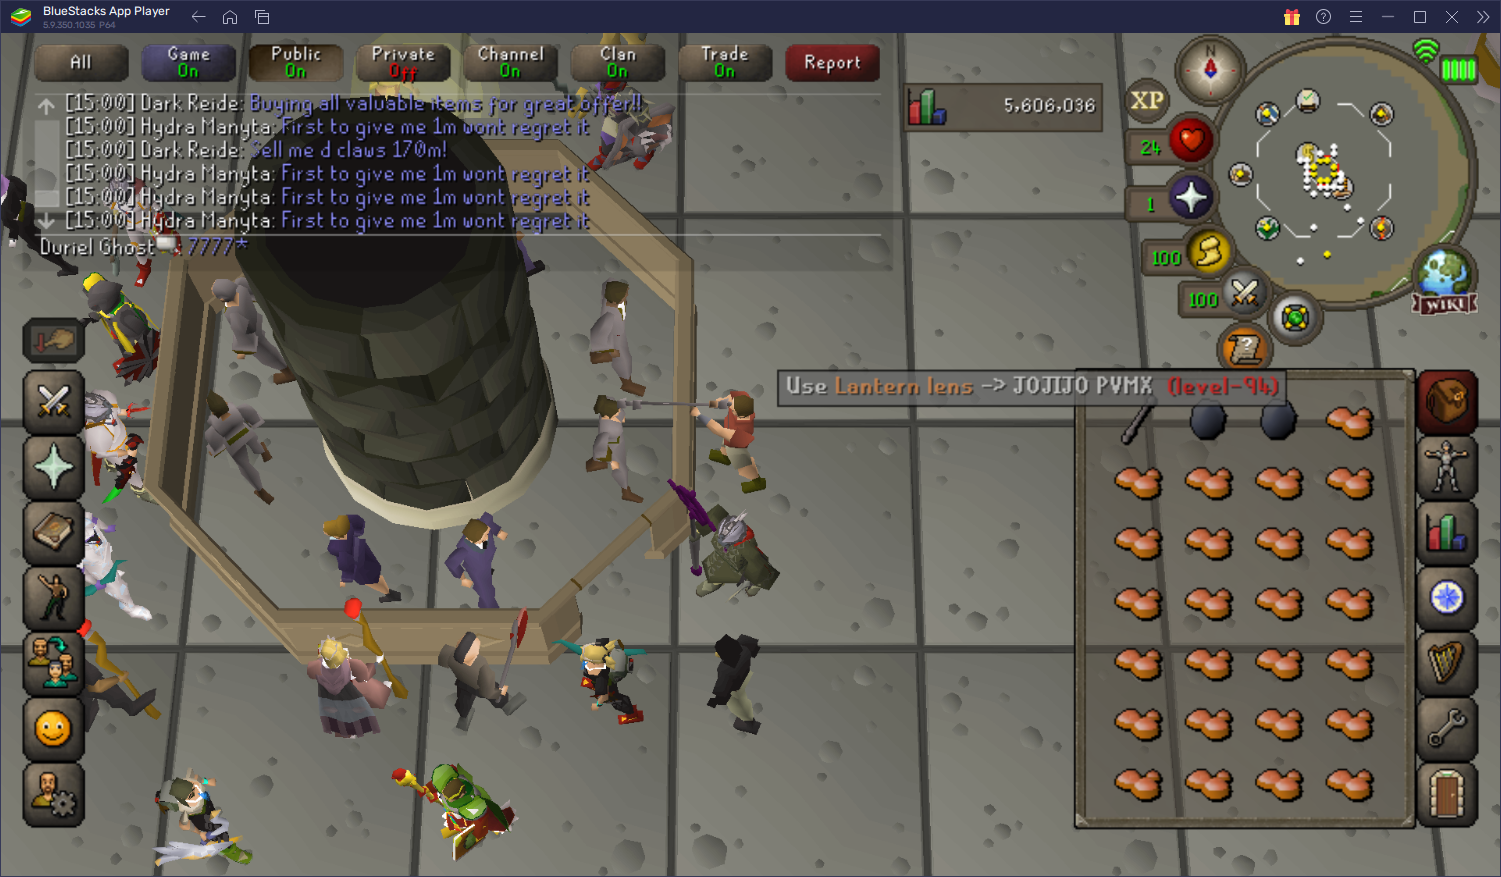 BlueStacks App Player
5.9.350.1035 P64
All
Game
On
Public
On
Private
Off
Channel
On
Clan
On
Trade
On
Report
[15:00] Dark Reide: Buying all valuable items for great offer!!
[15:00] Hydra Manyta: First to give me 1m wont regret it
[15:00] Dark Reide: Sell me d claws 170m!
[15:00] Hydra Manyta: First to give me 1m wont regret it
[15:00] Hydra Manyta: First to give me 1m wont regret it
[15:00] Hydra Manyta: First to give me 1m wont regret it
Duriel Ghost : 7777*
5,606,036
N
XP
24
1
100
100
WIKI
Use Lantern lens -> JOJIJO PVMX (level-94)